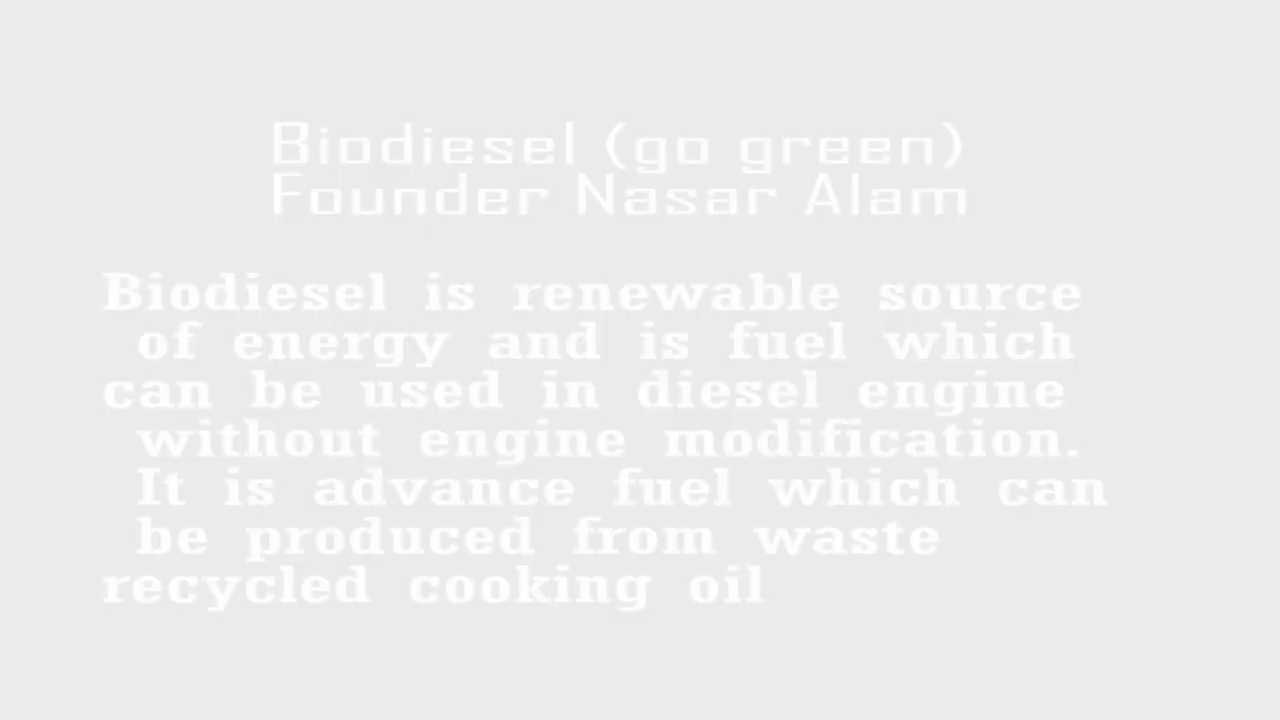 Biodiesel (go green)
Founder Nasar Alam
Biodiesel is renewable source
of energy and is fuel which
can be used in diesel engine
without engine modification.
It is advance fuel which can
be produced from waste
recycled cooking oil